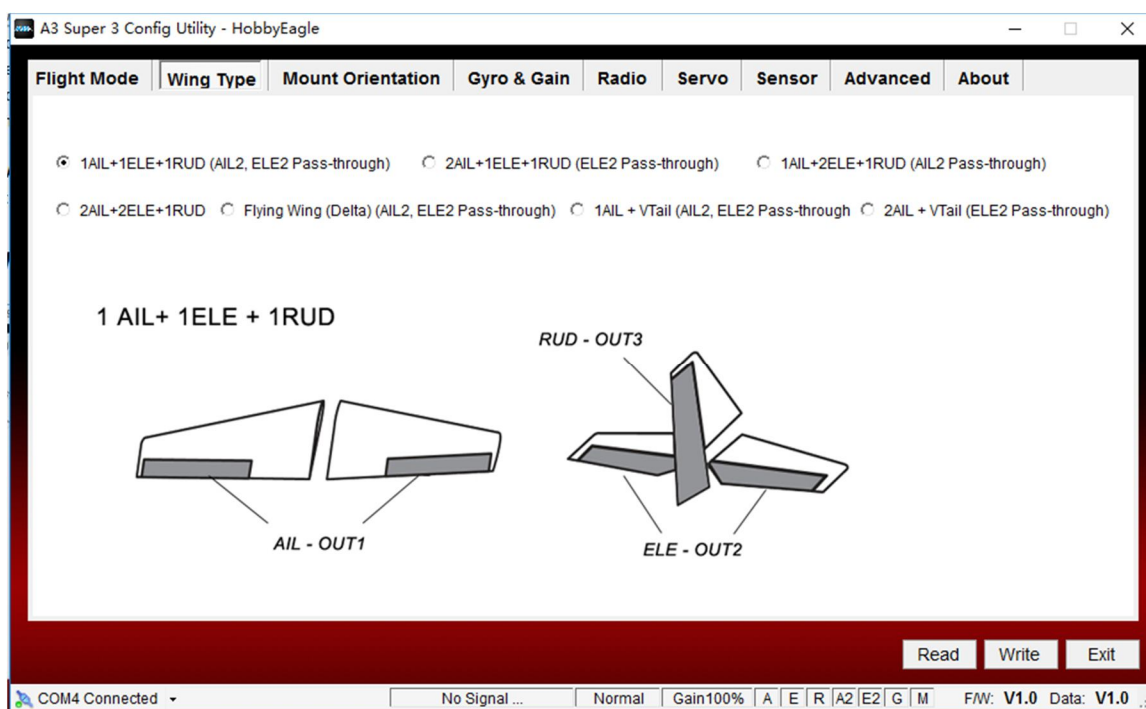 A3 Super 3 Config Utility - HobbyEagle
Flight Mode Wing Type Mount Orientation Gyro & Gain Radio Servo Sensor Advanced About
1AIL+1ELE+1RUD (AIL2, ELE2 Pass-through) 2AIL+1ELE+1RUD (ELE2 Pass-through) 1AIL+2ELE+1RUD (AIL2 Pass-through)
2AIL+2ELE+1RUD Flying Wing (Delta) (AIL2, ELE2 Pass-through) 1AIL + VTail (AIL2, ELE2 Pass-through 2AIL + VTail (ELE2 Pass-through)
1 AIL+ 1ELE + 1RUD
RUD - OUT3
AIL - OUT1
ELE - OUT2
Read Write Exit
COM4 Connected No Signal ... Normal Gain100% A E R A2 E2 G M F/W: V1.0 Data: V1.0